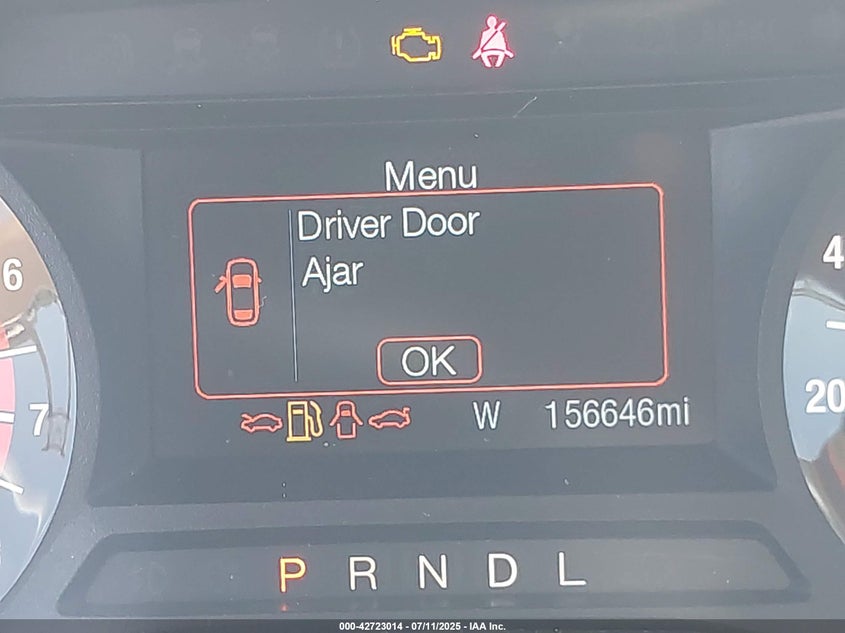 Menu
Driver Door
Ajar
OK
6
7
4
20
W 156646mi
P R N D L
000-42723014 - 07/11/2025 - IAA Inc.